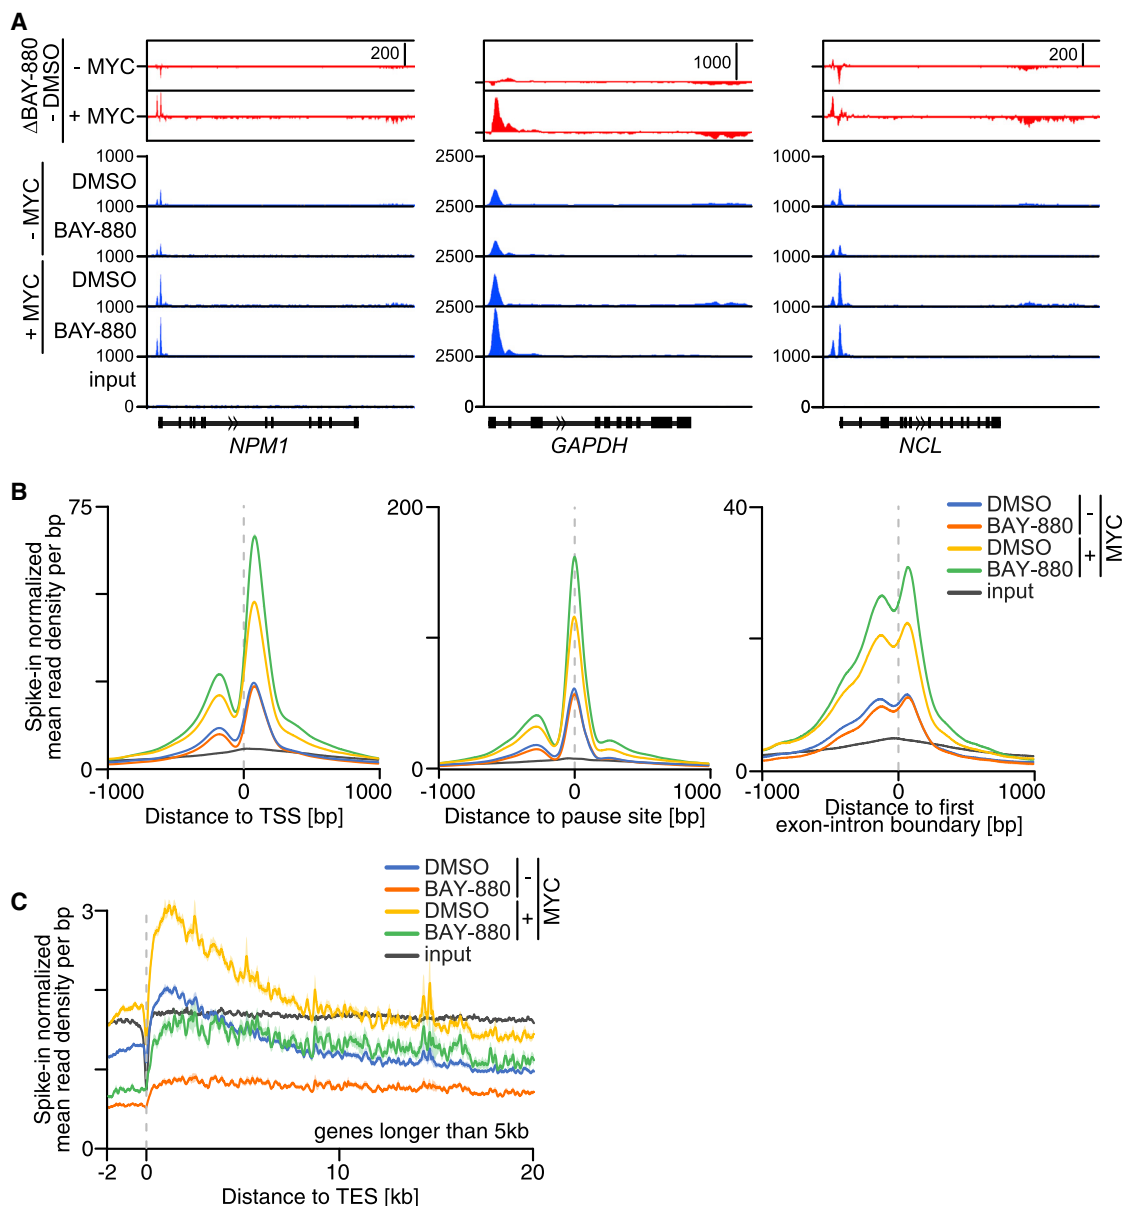 A
ΔBAY-880
- DMSO
- MYC
+ MYC
200
1000
200
- MYC
+ MYC
DMSO
BAY-880
DMSO
BAY-880
input
1000
1000
1000
1000
1000
0
2500
2500
2500
2500
2500
0
1000
1000
1000
1000
1000
0
NPM1
GAPDH
NCL
B
Spike-in normalized
mean read density per bp
75
0
-1000
0
1000
Distance to TSS [bp]
200
0
-1000
0
1000
Distance to pause site [bp]
40
0
-1000
0
1000
Distance to first
exon-intron boundary [bp]
DMSO
BAY-880
DMSO
BAY-880
input
-
+
MYC
C
Spike-in normalized
mean read density per bp
3
0
-2
0
10
20
Distance to TES [kb]
genes longer than 5kb
DMSO
BAY-880
DMSO
BAY-880
input
-
+
MYC